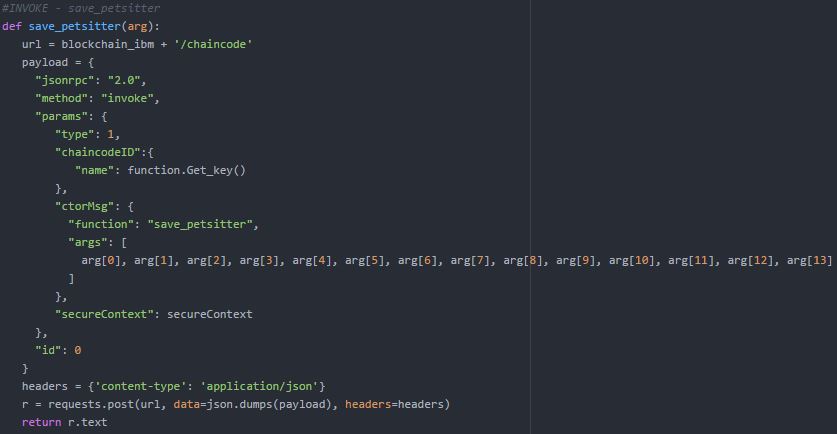 #INVOKE - save_petsitter
def save_petsitter(arg):
url = blockchain_ibm + '/chaincode'
payload = {
"jsonrpc": "2.0",
"method": "invoke",
"params": {
"type": 1,
"chaincodeID":{
"name": function.Get_key()
},
"ctorMsg": {
"function": "save_petsitter",
"args": [
arg[0], arg[1], arg[2], arg[3], arg[4], arg[5], arg[6], arg[7], arg[8], arg[9], arg[10], arg[11], arg[12], arg[13]
]
},
"secureContext": secureContext
},
"id": 0
}
headers = {'content-type': 'application/json'}
r = requests.post(url, data=json.dumps(payload), headers=headers)
return r.text